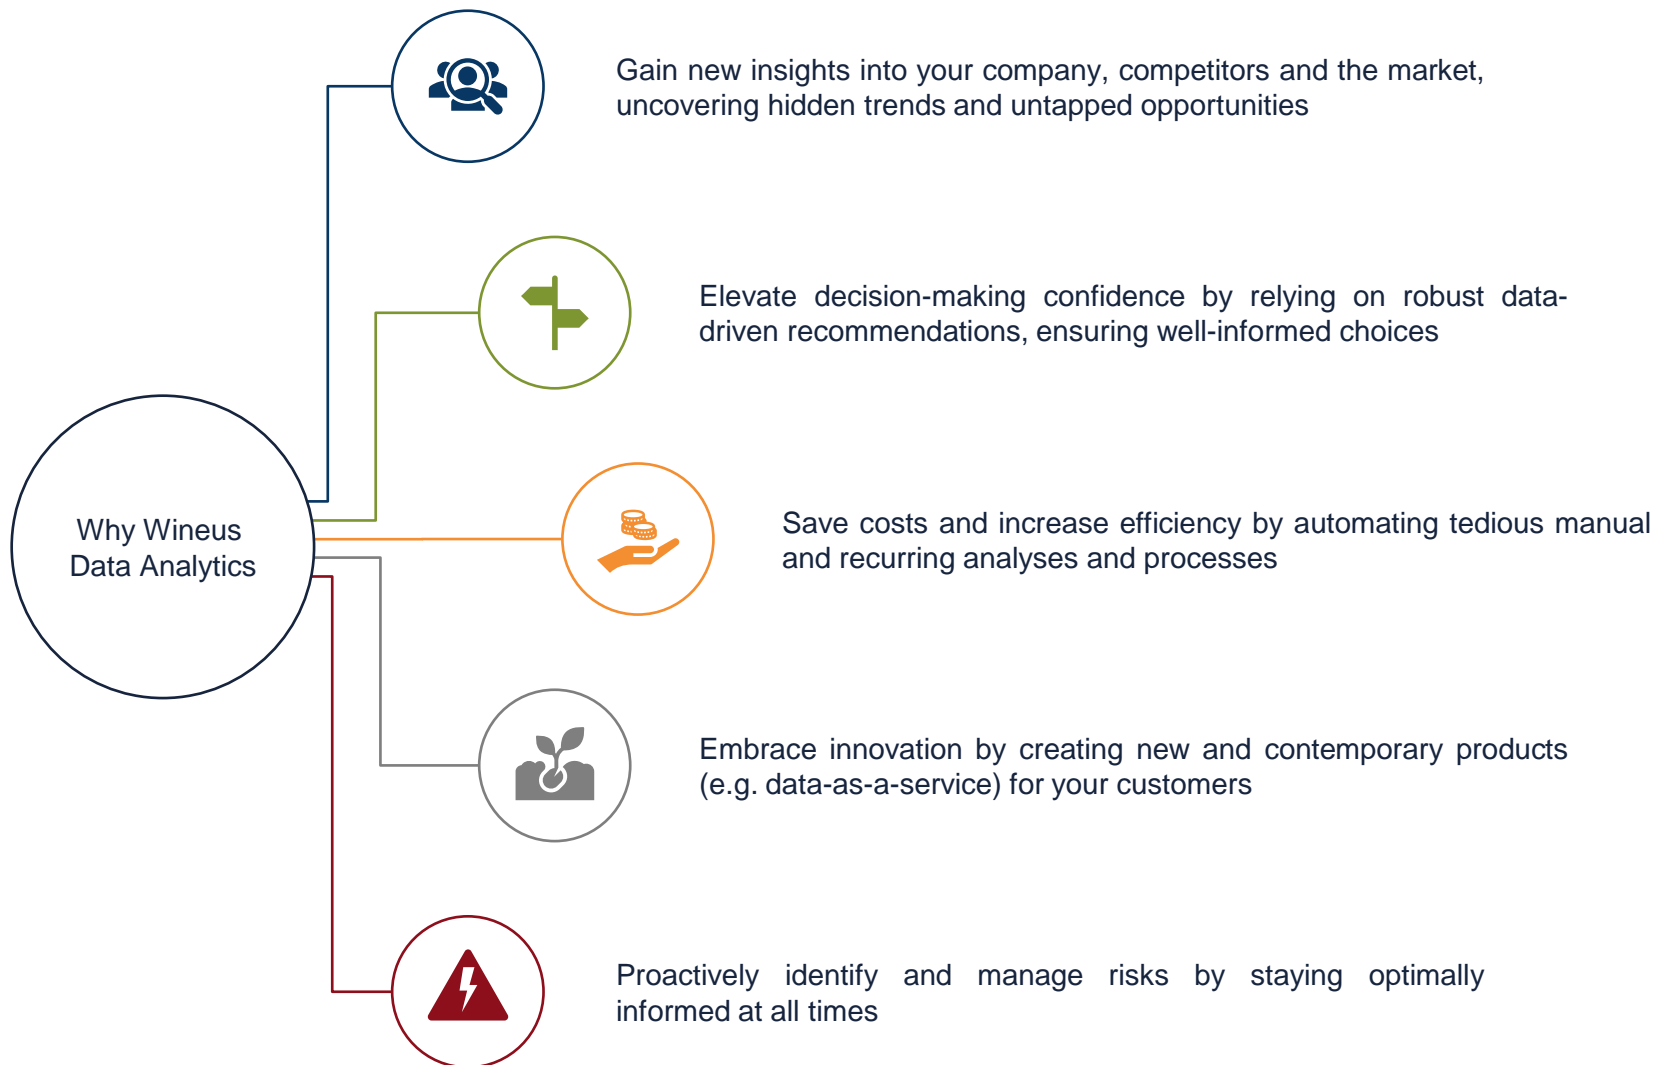 Gain new insights into your company, competitors and the market,
uncovering hidden trends and untapped opportunities
Elevate decision-making confidence by relying on robust data-
driven recommendations, ensuring well-informed choices
Why Wineus
Data Analytics
Save costs and increase efficiency by automating tedious manual
and recurring analyses and processes
Embrace innovation by creating new and contemporary products
(e.g. data-as-a-service) for your customers
Proactively identify and manage risks by staying optimally
informed at all times